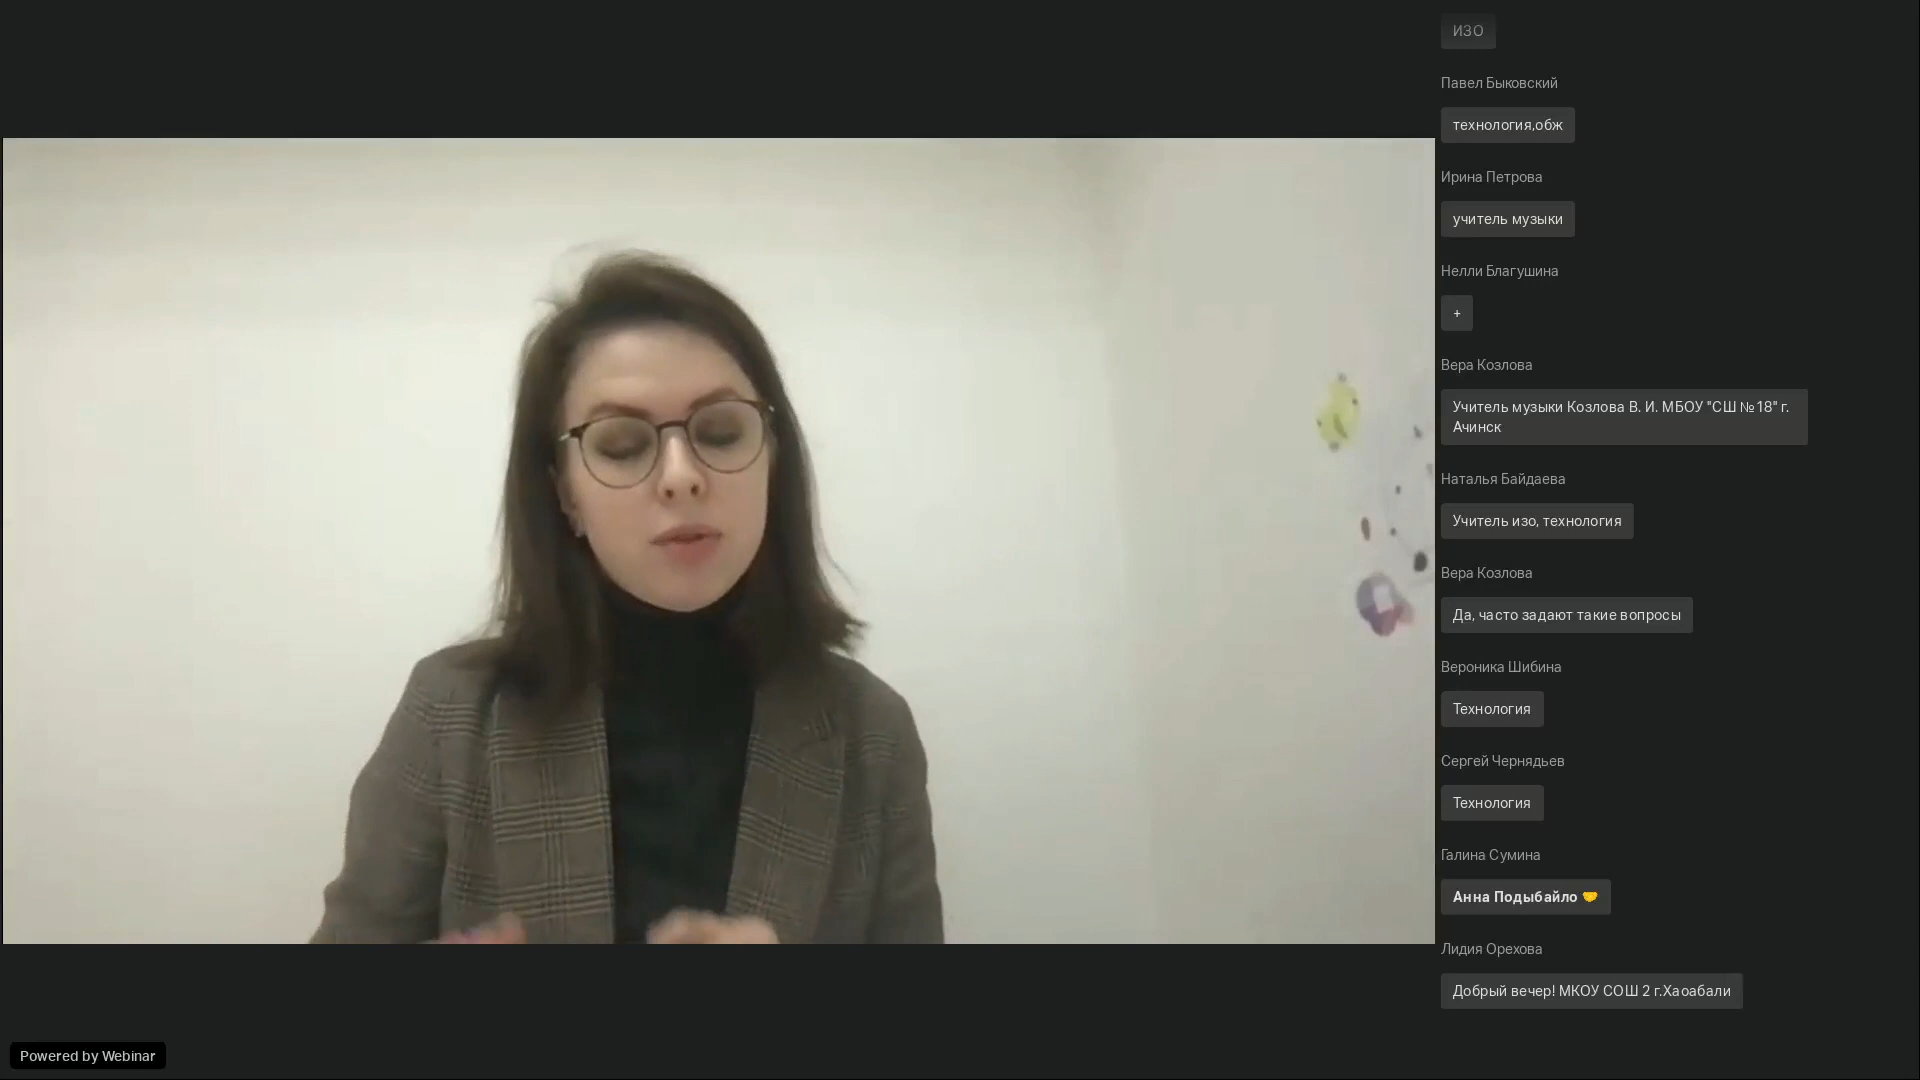 ИЗО
Павел Быковский
технология,обж
Ирина Петрова
учитель музыки
Нелли Благушина
+
Вера Козлова
Учитель музыки Козлова В. И. МБОУ "СШ №18" г.
Ачинск
Наталья Байдаева
Учитель изо, технология
Вера Козлова
Да, часто задают такие вопросы
Вероника Шибина
Технология
Сергей Чернядьев
Технология
Галина Сумина
Анна Подыбайло 🤝
Лидия Орехова
Добрый вечер! МКОУ СОШ 2 г.Хаоабали
Powered by Webinar